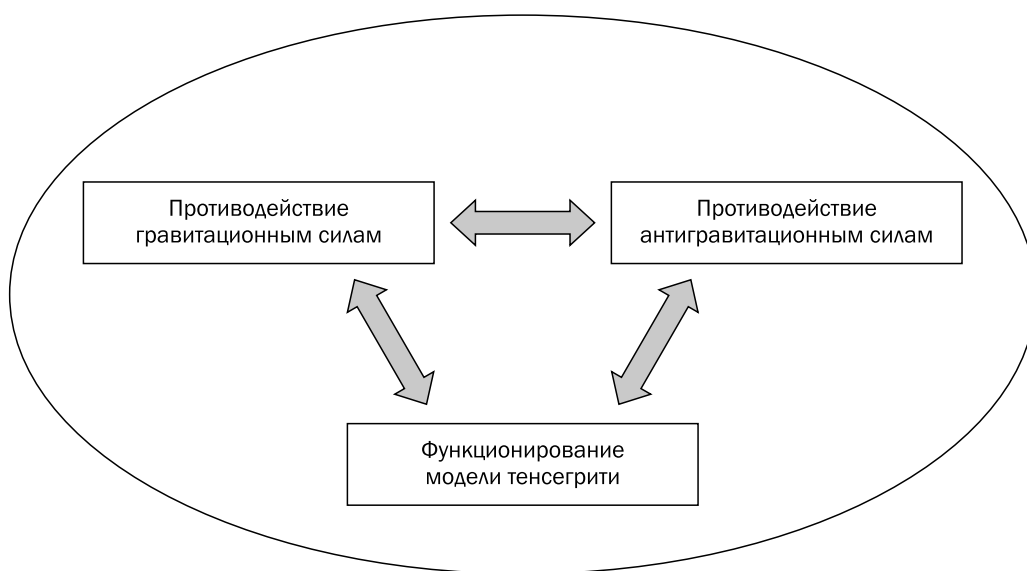 Противодействие
гравитационным силам
Противодействие
антигравитационным силам
Функционирование
модели тенсегрити